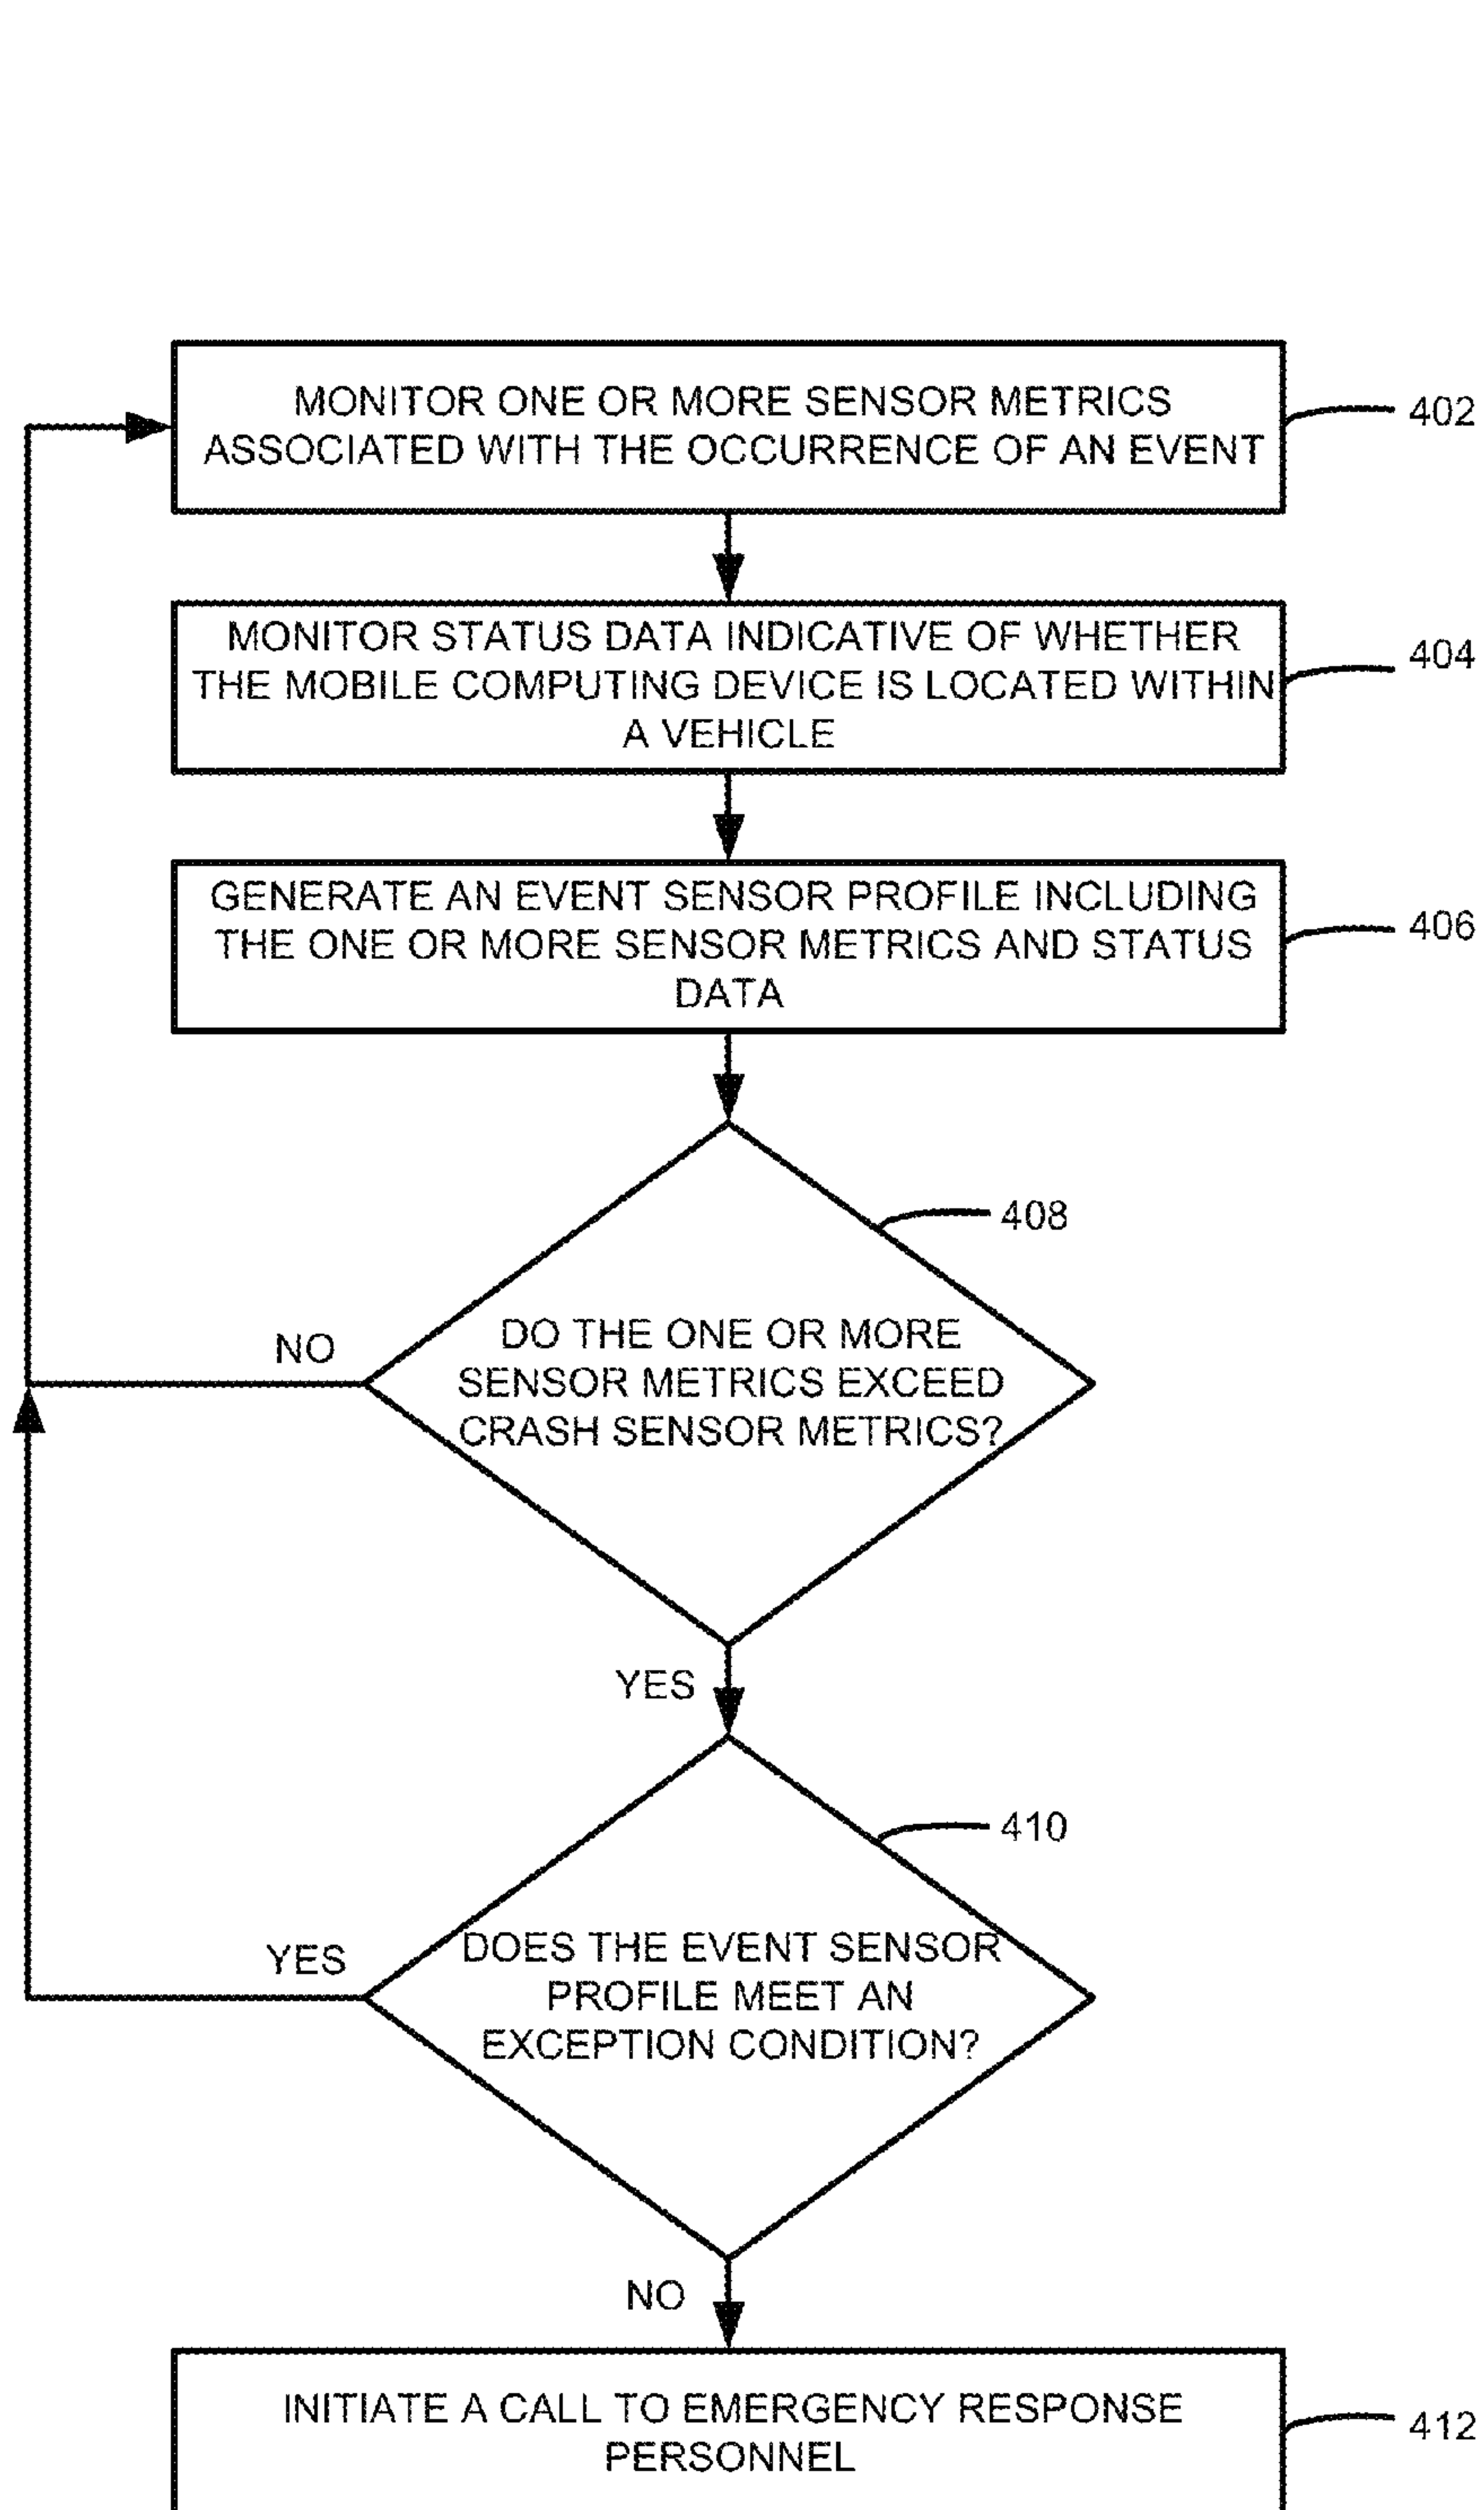 MONITOR ONE OR MORE SENSOR METRICS
ASSOCIATED WITH THE OCCURRENCE OF AN EVENT
402
MONITOR STATUS DATA INDICATIVE OF WHETHER
THE MOBILE COMPUTING DEVICE IS LOCATED WITHIN
A VEHICLE
404
GENERATE AN EVENT SENSOR PROFILE INCLUDING
THE ONE OR MORE SENSOR METRICS AND STATUS
DATA
406
408
DO THE ONE OR MORE
SENSOR METRICS EXCEED
CRASH SENSOR METRICS?
NO
YES
410
DOES THE EVENT SENSOR
PROFILE MEET AN
EXCEPTION CONDITION?
YES
NO
INITIATE A CALL TO EMERGENCY RESPONSE
PERSONNEL
412